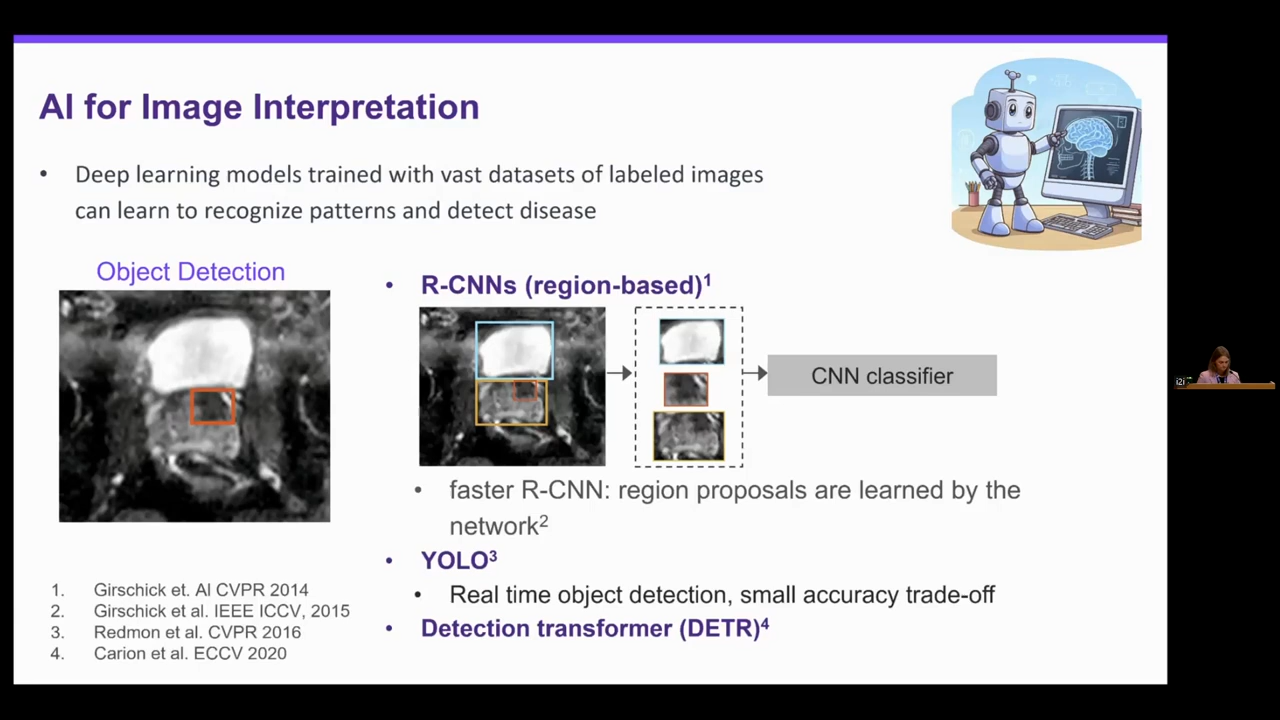 AI for Image Interpretation
• Deep learning models trained with vast datasets of labeled images
can learn to recognize patterns and detect disease
Object Detection
• R-CNNs (region-based)¹
CNN classifier
• faster R-CNN: region proposals are learned by the
network²
• YOLO³
• Real time object detection, small accuracy trade-off
• Detection transformer (DETR)⁴
1. Girschick et. Al CVPR 2014
2. Girschick et al. IEEE ICCV, 2015
3. Redmon et al. CVPR 2016
4. Carion et al. ECCV 2020
i2i